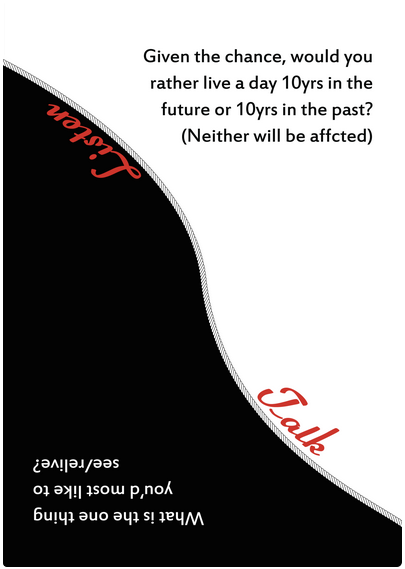 Given the chance, would you
rather live a day 10yrs in the
future or 10yrs in the past?
(Neither will be affcted)
Listen
Talk
What is the one thing
you'd most like to
see/relive?